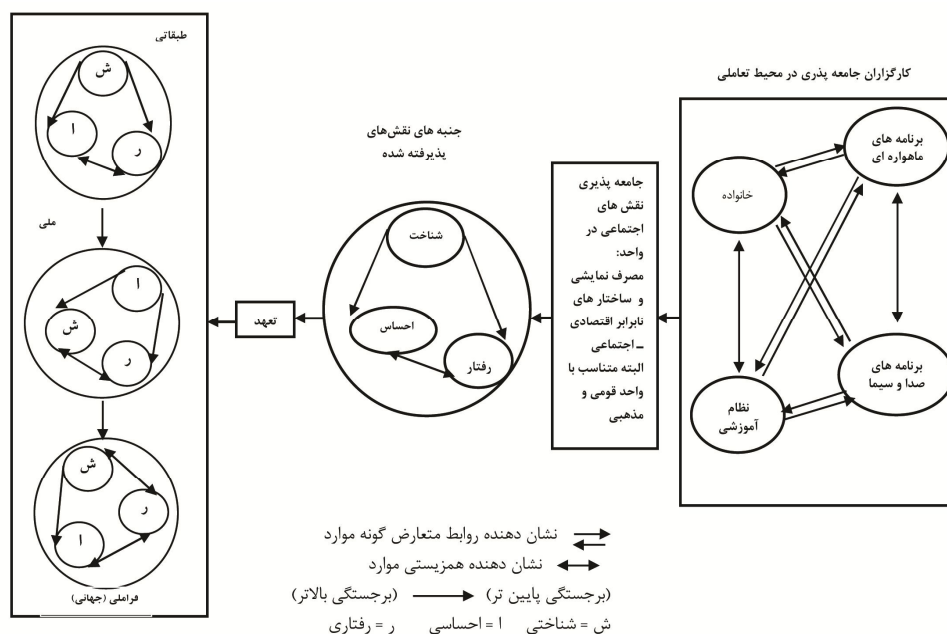 کارگزاران جامعه پذری در محیط تعاملی
برنامه های
ماهواره ای
خانواده
برنامه های
صدا و سیما
نظام
آموزشی
جامعه پذیری
نقش های
اجتماعی در
واحد:
مصرف نمایشی
و ساختار های
نابرابر اقتصادی
ـ اجتماعی
البته متناسب با
واحد قومی و
مذهبی
جنبه های نقش‌های
پذیرفته شده
شناخت
احساس
رفتار
تعهد
طبقاتی
ش
ا
ر
ملی
ا
ش
ر
ش
ر
ا
فراملی (جهانی)
نشان دهنده روابط متعارض گونه موارد
نشان دهنده همزیستی موارد
(برجستگی پایین تر) (برجستگی بالاتر)
ش = شناختی ا = احساسی ر = رفتاری